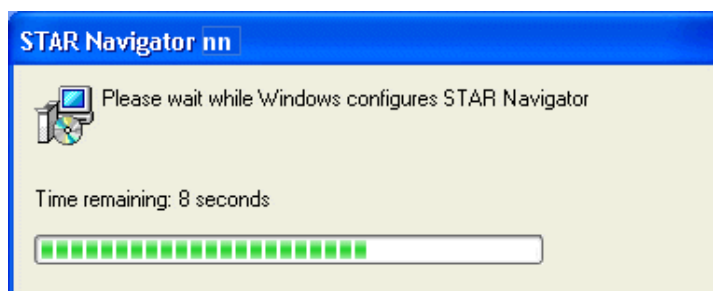 STAR Navigator nn
Please wait while Windows configures STAR Navigator
Time remaining: 8 seconds